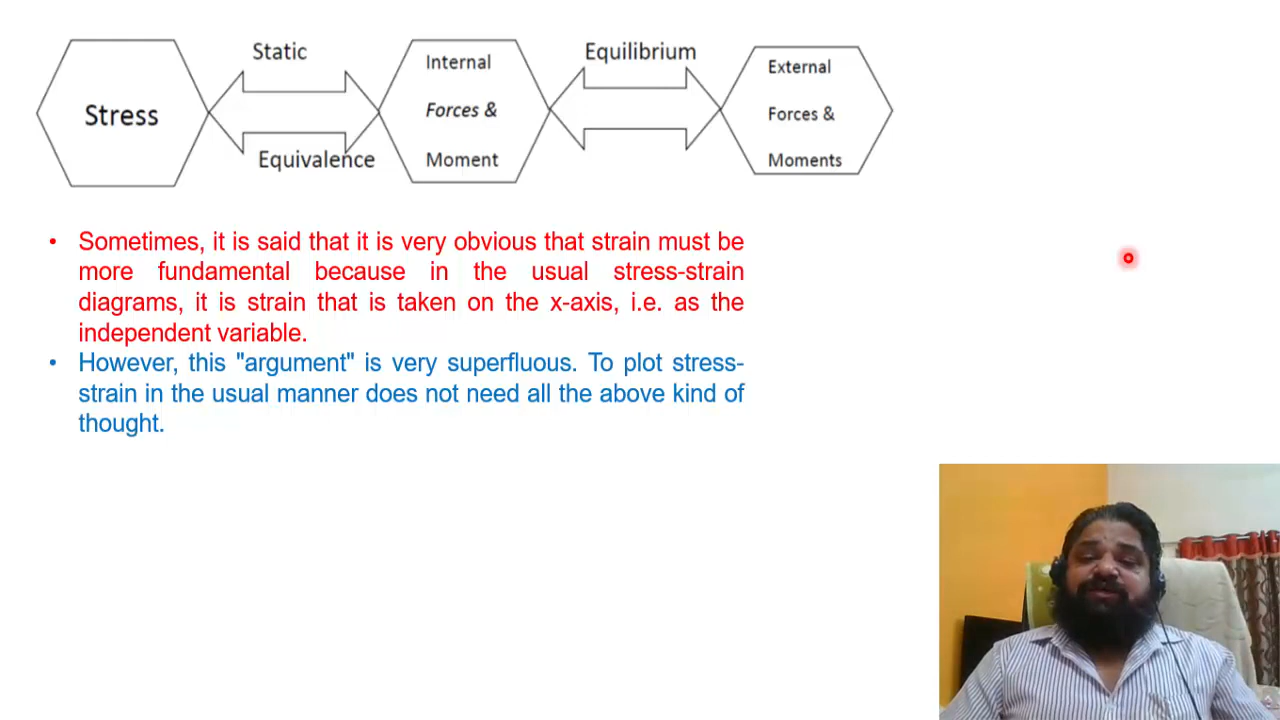 Static
Equilibrium
Internal
External
Stress
Forces &
Forces &
Equivalence
Moment
Moments
• Sometimes, it is said that it is very obvious that strain must be
more fundamental because in the usual stress-strain
diagrams, it is strain that is taken on the x-axis, i.e. as the
independent variable.
• However, this "argument" is very superfluous. To plot stress-
strain in the usual manner does not need all the above kind of
thought.